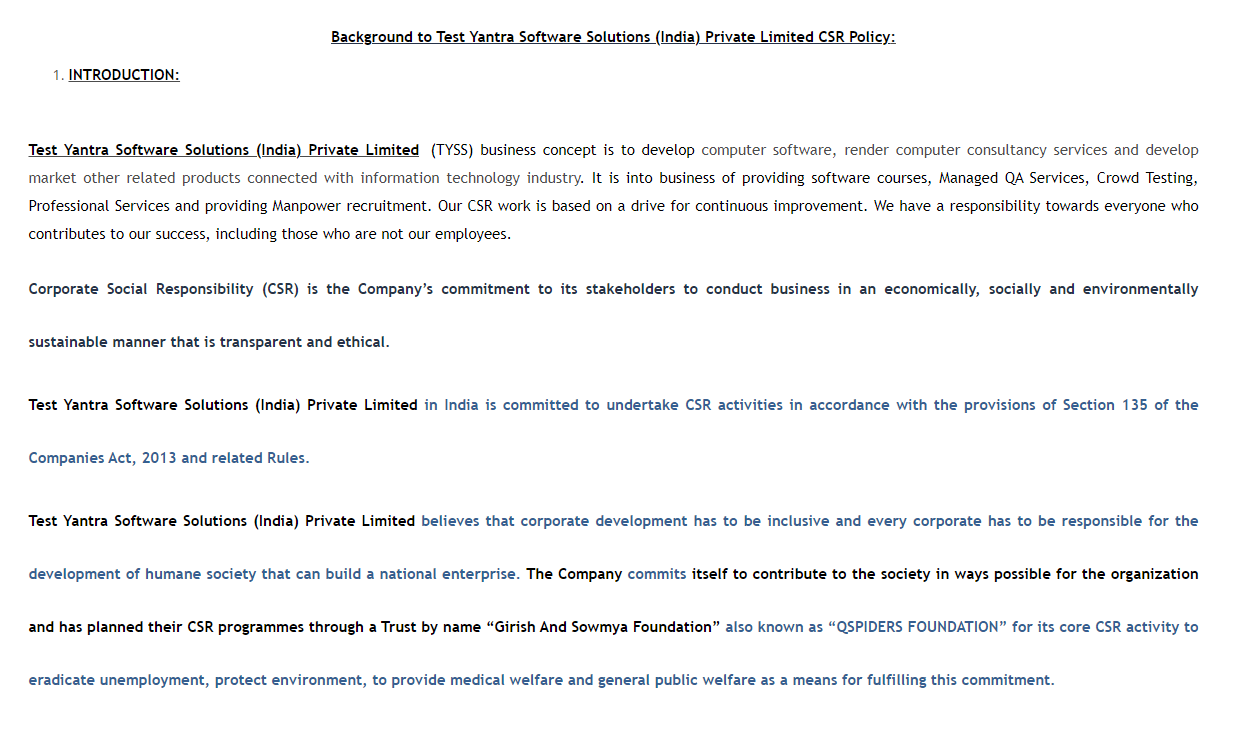 Background to Test Yantra Software Solutions (India) Private Limited CSR Policy:
1. INTRODUCTION:
Test Yantra Software Solutions (India) Private Limited (TYSS) business concept is to develop computer software, render computer consultancy services and develop
market other related products connected with information technology industry. It is into business of providing software courses, Managed QA Services, Crowd Testing,
Professional Services and providing Manpower recruitment. Our CSR work is based on a drive for continuous improvement. We have a responsibility towards everyone who
contributes to our success, including those who are not our employees.
Corporate Social Responsibility (CSR) is the Company’s commitment to its stakeholders to conduct business in an economically, socially and environmentally
sustainable manner that is transparent and ethical.
Test Yantra Software Solutions (India) Private Limited in India is committed to undertake CSR activities in accordance with the provisions of Section 135 of the
Companies Act, 2013 and related Rules.
Test Yantra Software Solutions (India) Private Limited believes that corporate development has to be inclusive and every corporate has to be responsible for the
development of humane society that can build a national enterprise. The Company commits itself to contribute to the society in ways possible for the organization
and has planned their CSR programmes through a Trust by name “Girish And Sowmya Foundation” also known as “QSPIDERS FOUNDATION” for its core CSR activity to
eradicate unemployment, protect environment, to provide medical welfare and general public welfare as a means for fulfilling this commitment.